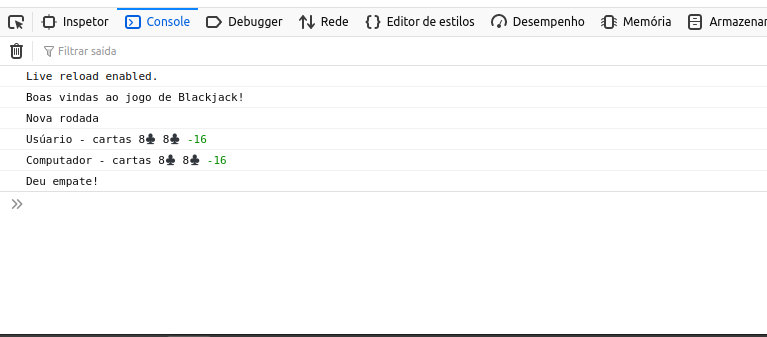 Inspetor Console Debugger Rede Editor de estilos Desempenho Memória Armazenar
Filtrar saída
Live reload enabled.
Boas vindas ao jogo de Blackjack!
Nova rodada
Usúario - cartas 8♣ 8♣ -16
Computador - cartas 8♣ 8♣ -16
Deu empate!